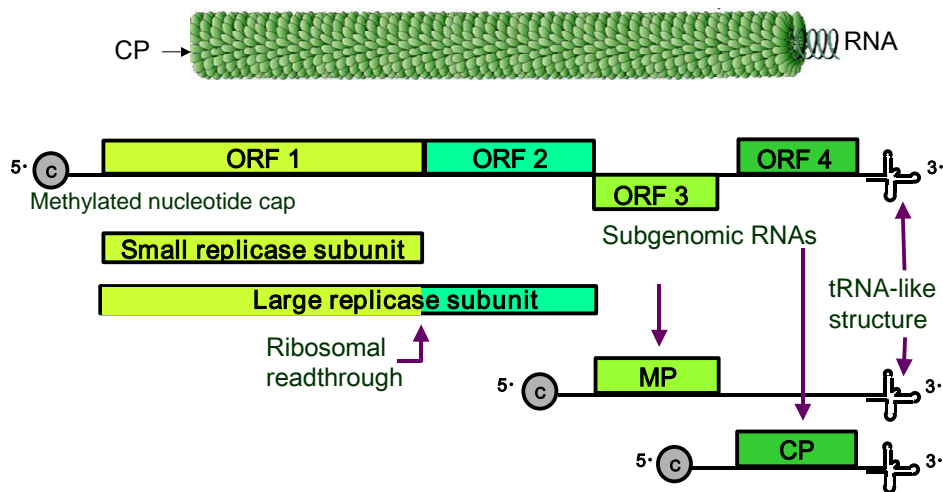 CP
RNA
5'
C
ORF 1
ORF 2
ORF 3
ORF 4
3'
Methylated nucleotide cap
Small replicase subunit
Subgenomic RNAs
Large replicase subunit
tRNA-like
structure
Ribosomal
readthrough
5'
C
MP
3'
5'
C
CP
3'